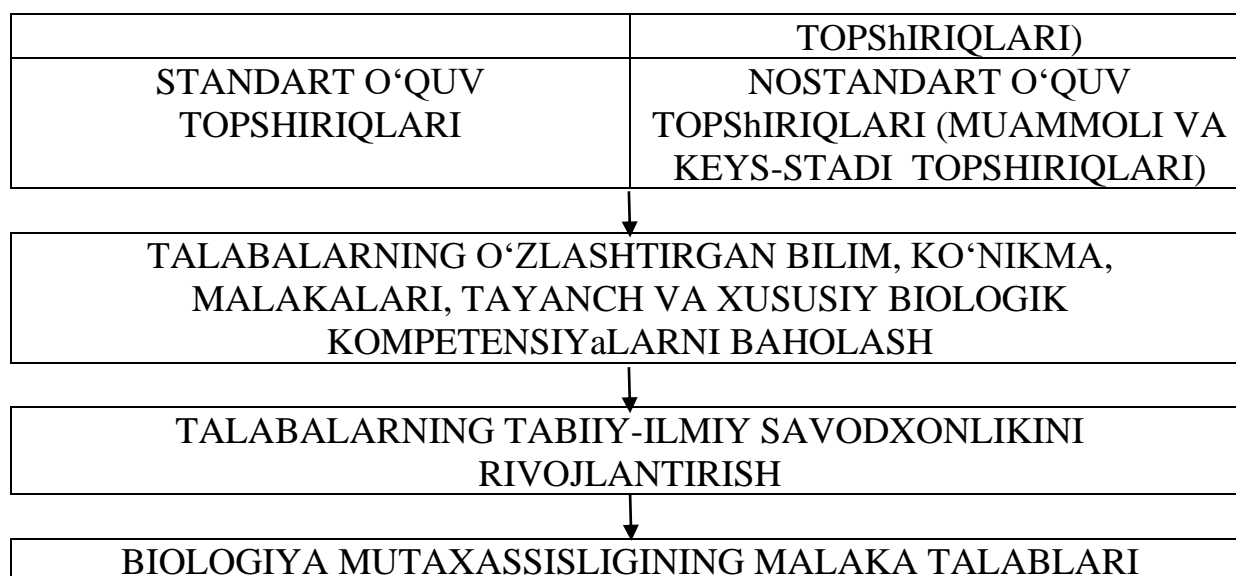 TOPShIRIQLARI)
STANDART O‘QUV
TOPSHIRIQLARI
NOSTANDART O‘QUV
TOPShIRIQLARI (MUAMMOLI VA
KEYS-STADI TOPSHIRIQLARI)
TALABALARNING O‘ZLASHTIRGAN BILIM, KO‘NIKMA,
MALAKALARI, TAYANCH VA XUSUSIY BIOLOGIK
KOMPETENSIYaLARNI BAHOLASH
TALABALARNING TABIIY-ILMIY SAVODXONLIKINI
RIVOJLANTIRISH
BIOLOGIYA MUTAXASSISLIGINING MALAKA TALABLARI